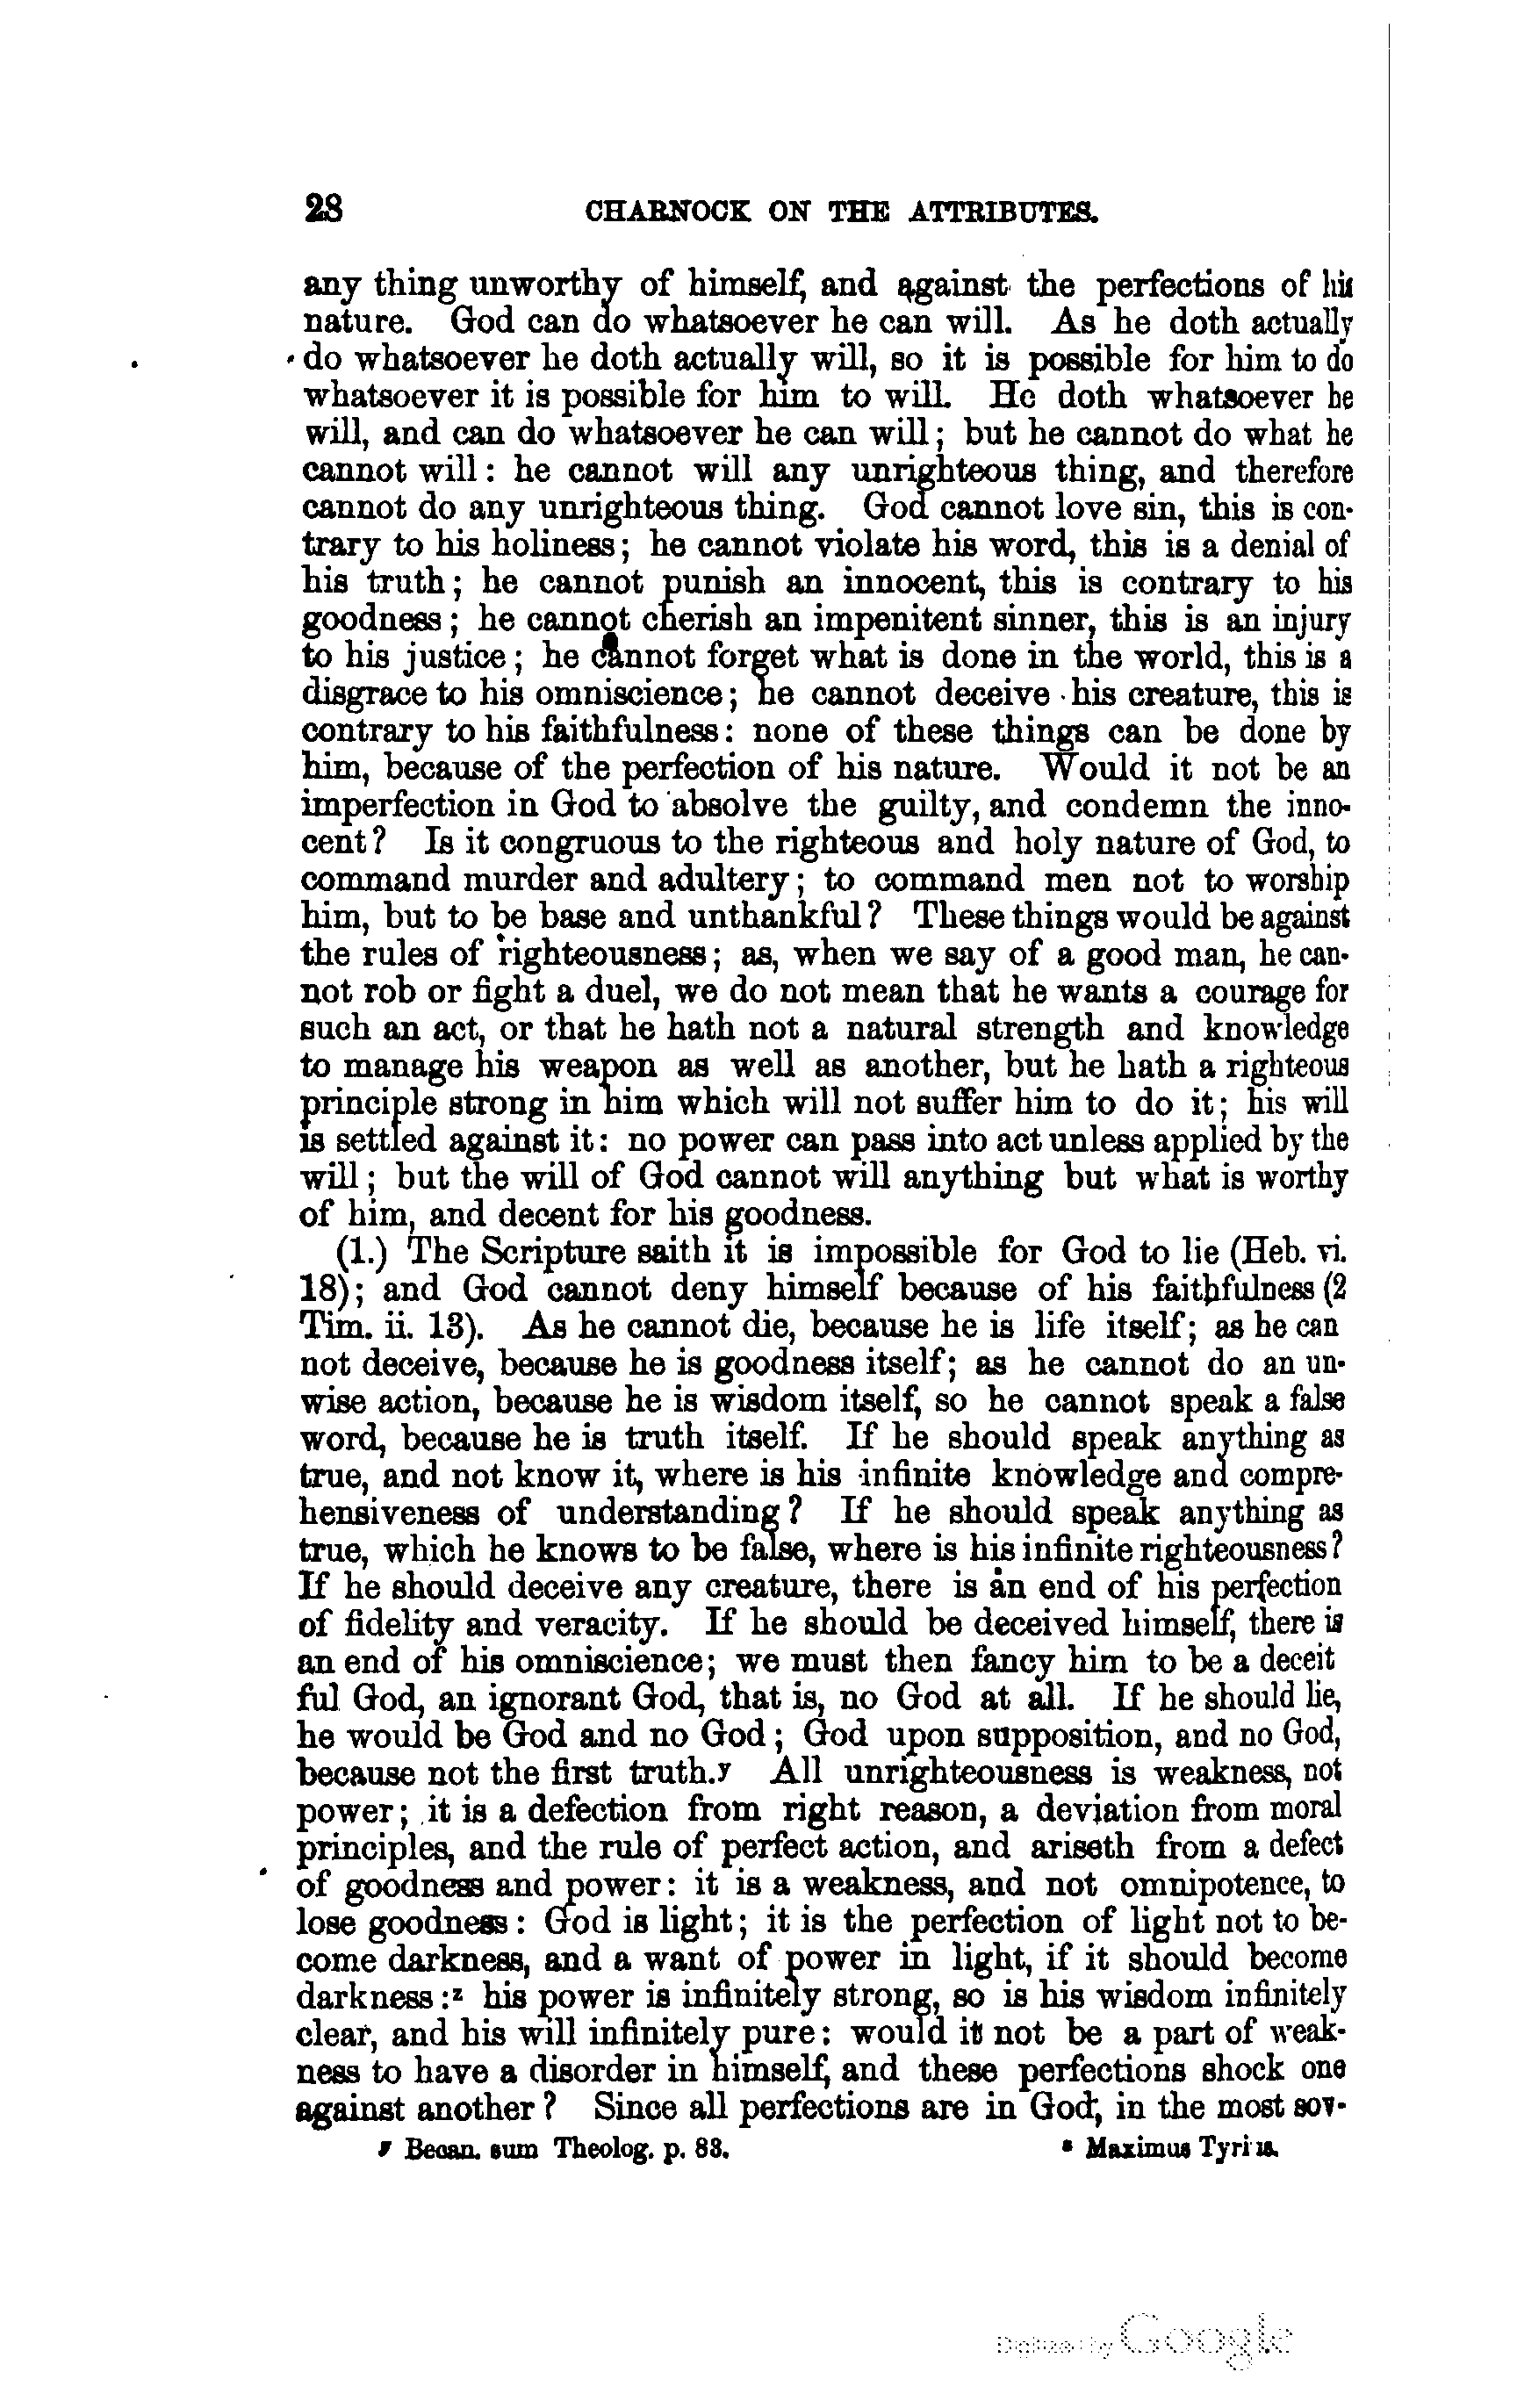 28 CHARNOCK ON THE ATTRIBUTES.
any thing unworthy of himself, and against the perfections of his
nature. God can do whatsoever he can will. As he doth actually
do whatsoever he doth actually will, so it is possible for him to do
whatsoever it is possible for him to will. He doth whatsoever he
will, and can do whatsoever he can will; but he cannot do what he
cannot will: he cannot will any unrighteous thing, and therefore
cannot do any unrighteous thing. God cannot love sin, this is con-
trary to his holiness; he cannot violate his word, this is a denial of
his truth; he cannot punish an innocent, this is contrary to his
goodness; he cannot cherish an impenitent sinner, this is an injury
to his justice; he cannot forget what is done in the world, this is a
disgrace to his omniscience; he cannot deceive his creature, this is
contrary to his faithfulness: none of these things can be done by
him, because of the perfection of his nature. Would it not be an
imperfection in God to absolve the guilty, and condemn the inno-
cent? Is it congruous to the righteous and holy nature of God, to
command murder and adultery; to command men not to worship
him, but to be base and unthankful? These things would be against
the rules of righteousness; as, when we say of a good man, he can-
not rob or fight a duel, we do not mean that he wants a courage for
such an act, or that he hath not a natural strength and knowledge
to manage his weapon as well as another, but he hath a righteous
principle strong in him which will not suffer him to do it; his will
is settled against it: no power can pass into act unless applied by the
will; but the will of God cannot will anything but what is worthy
of him, and decent for his goodness.
(1.) The Scripture saith it is impossible for God to lie (Heb. vi.
18); and God cannot deny himself because of his faithfulness (2
Tim. ii. 13). As he cannot die, because he is life itself; as he can
not deceive, because he is goodness itself; as he cannot do an un-
wise action, because he is wisdom itself, so he cannot speak a false
word, because he is truth itself. If he should speak anything as
true, and not know it, where is his infinite knowledge and compre-
hensiveness of understanding? If he should speak anything as
true, which he knows to be false, where is his infinite righteousness?
If he should deceive any creature, there is an end of his perfection
of fidelity and veracity. If he should be deceived himself, there is
an end of his omniscience; we must then fancy him to be a deceit
ful God, an ignorant God, that is, no God at all. If he should lie,
he would be God and no God; God upon supposition, and no God,
because not the first truth.y All unrighteousness is weakness, not
power; it is a defection from right reason, a deviation from moral
principles, and the rule of perfect action, and ariseth from a defect
of goodness and power: it is a weakness, and not omnipotence, to
lose goodness: God is light; it is the perfection of light not to be-
come darkness, and a want of power in light, if it should become
darkness:z his power is infinitely strong, so is his wisdom infinitely
clear, and his will infinitely pure: would it not be a part of weak-
ness to have a disorder in himself, and these perfections shock one
against another? Since all perfections are in God, in the most sov-
y Becan. sum Theolog. p. 83. z Maximus Tyrius.
Digitized by Google